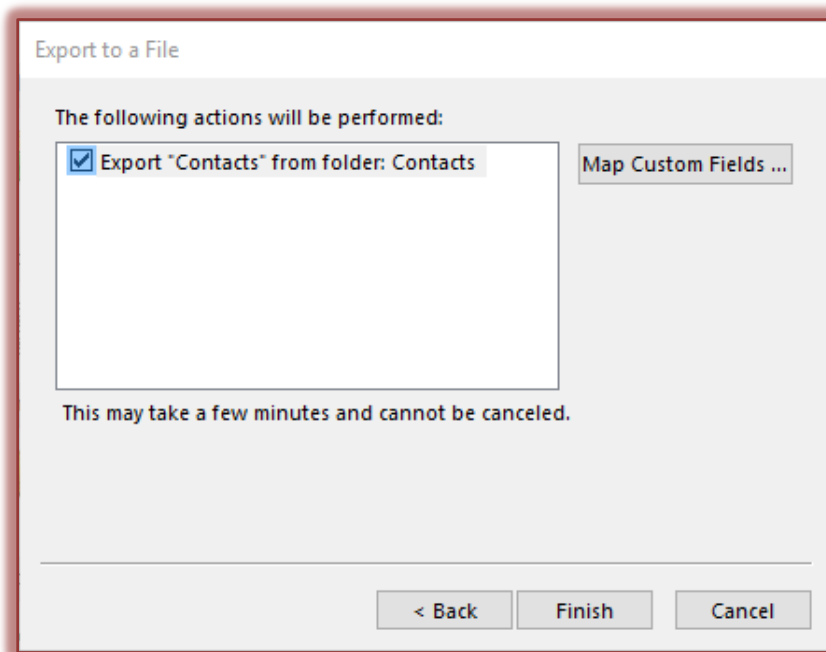 Export to a File
The following actions will be performed:
Export "Contacts" from folder: Contacts
Map Custom Fields ...
This may take a few minutes and cannot be canceled.
< Back
Finish
Cancel